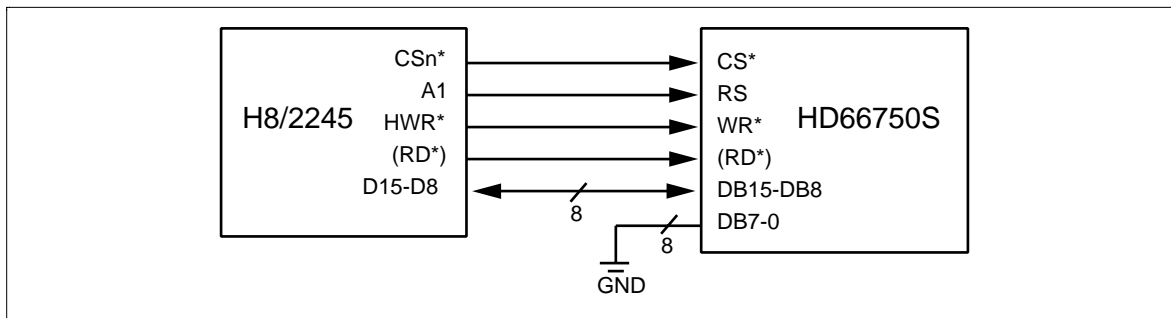 CSn*
A1
H8/2245
HWR*
(RD*)
D15-D8
8
CS*
RS
WR*
HD66750S
(RD*)
DB15-DB8
DB7-0
8
GND